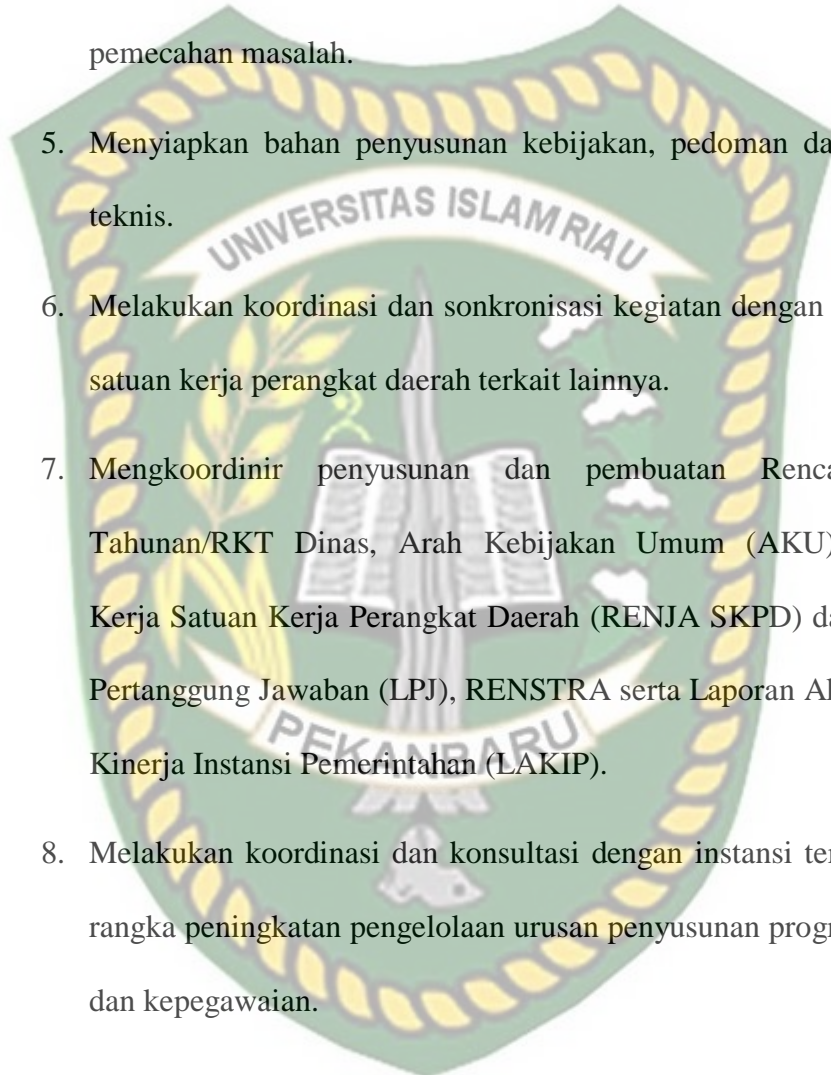 pemecahan masalah.
5. Menyiapkan bahan penyusunan kebijakan, pedoman da
teknis.
UNIVERSITAS ISLAM RIAU
6. Melakukan koordinasi dan sonkronisasi kegiatan dengan
satuan kerja perangkat daerah terkait lainnya.
7. Mengkoordinir penyusunan dan pembuatan Renca
Tahunan/RKT Dinas, Arah Kebijakan Umum (AKU)
Kerja Satuan Kerja Perangkat Daerah (RENJA SKPD) da
Pertanggung Jawaban (LPJ), RENSTRA serta Laporan Al
Kinerja Instansi Pemerintahan (LAKIP).
PEKANBARU
8. Melakukan koordinasi dan konsultasi dengan instansi ter
rangka peningkatan pengelolaan urusan penyusunan progr
dan kepegawaian.